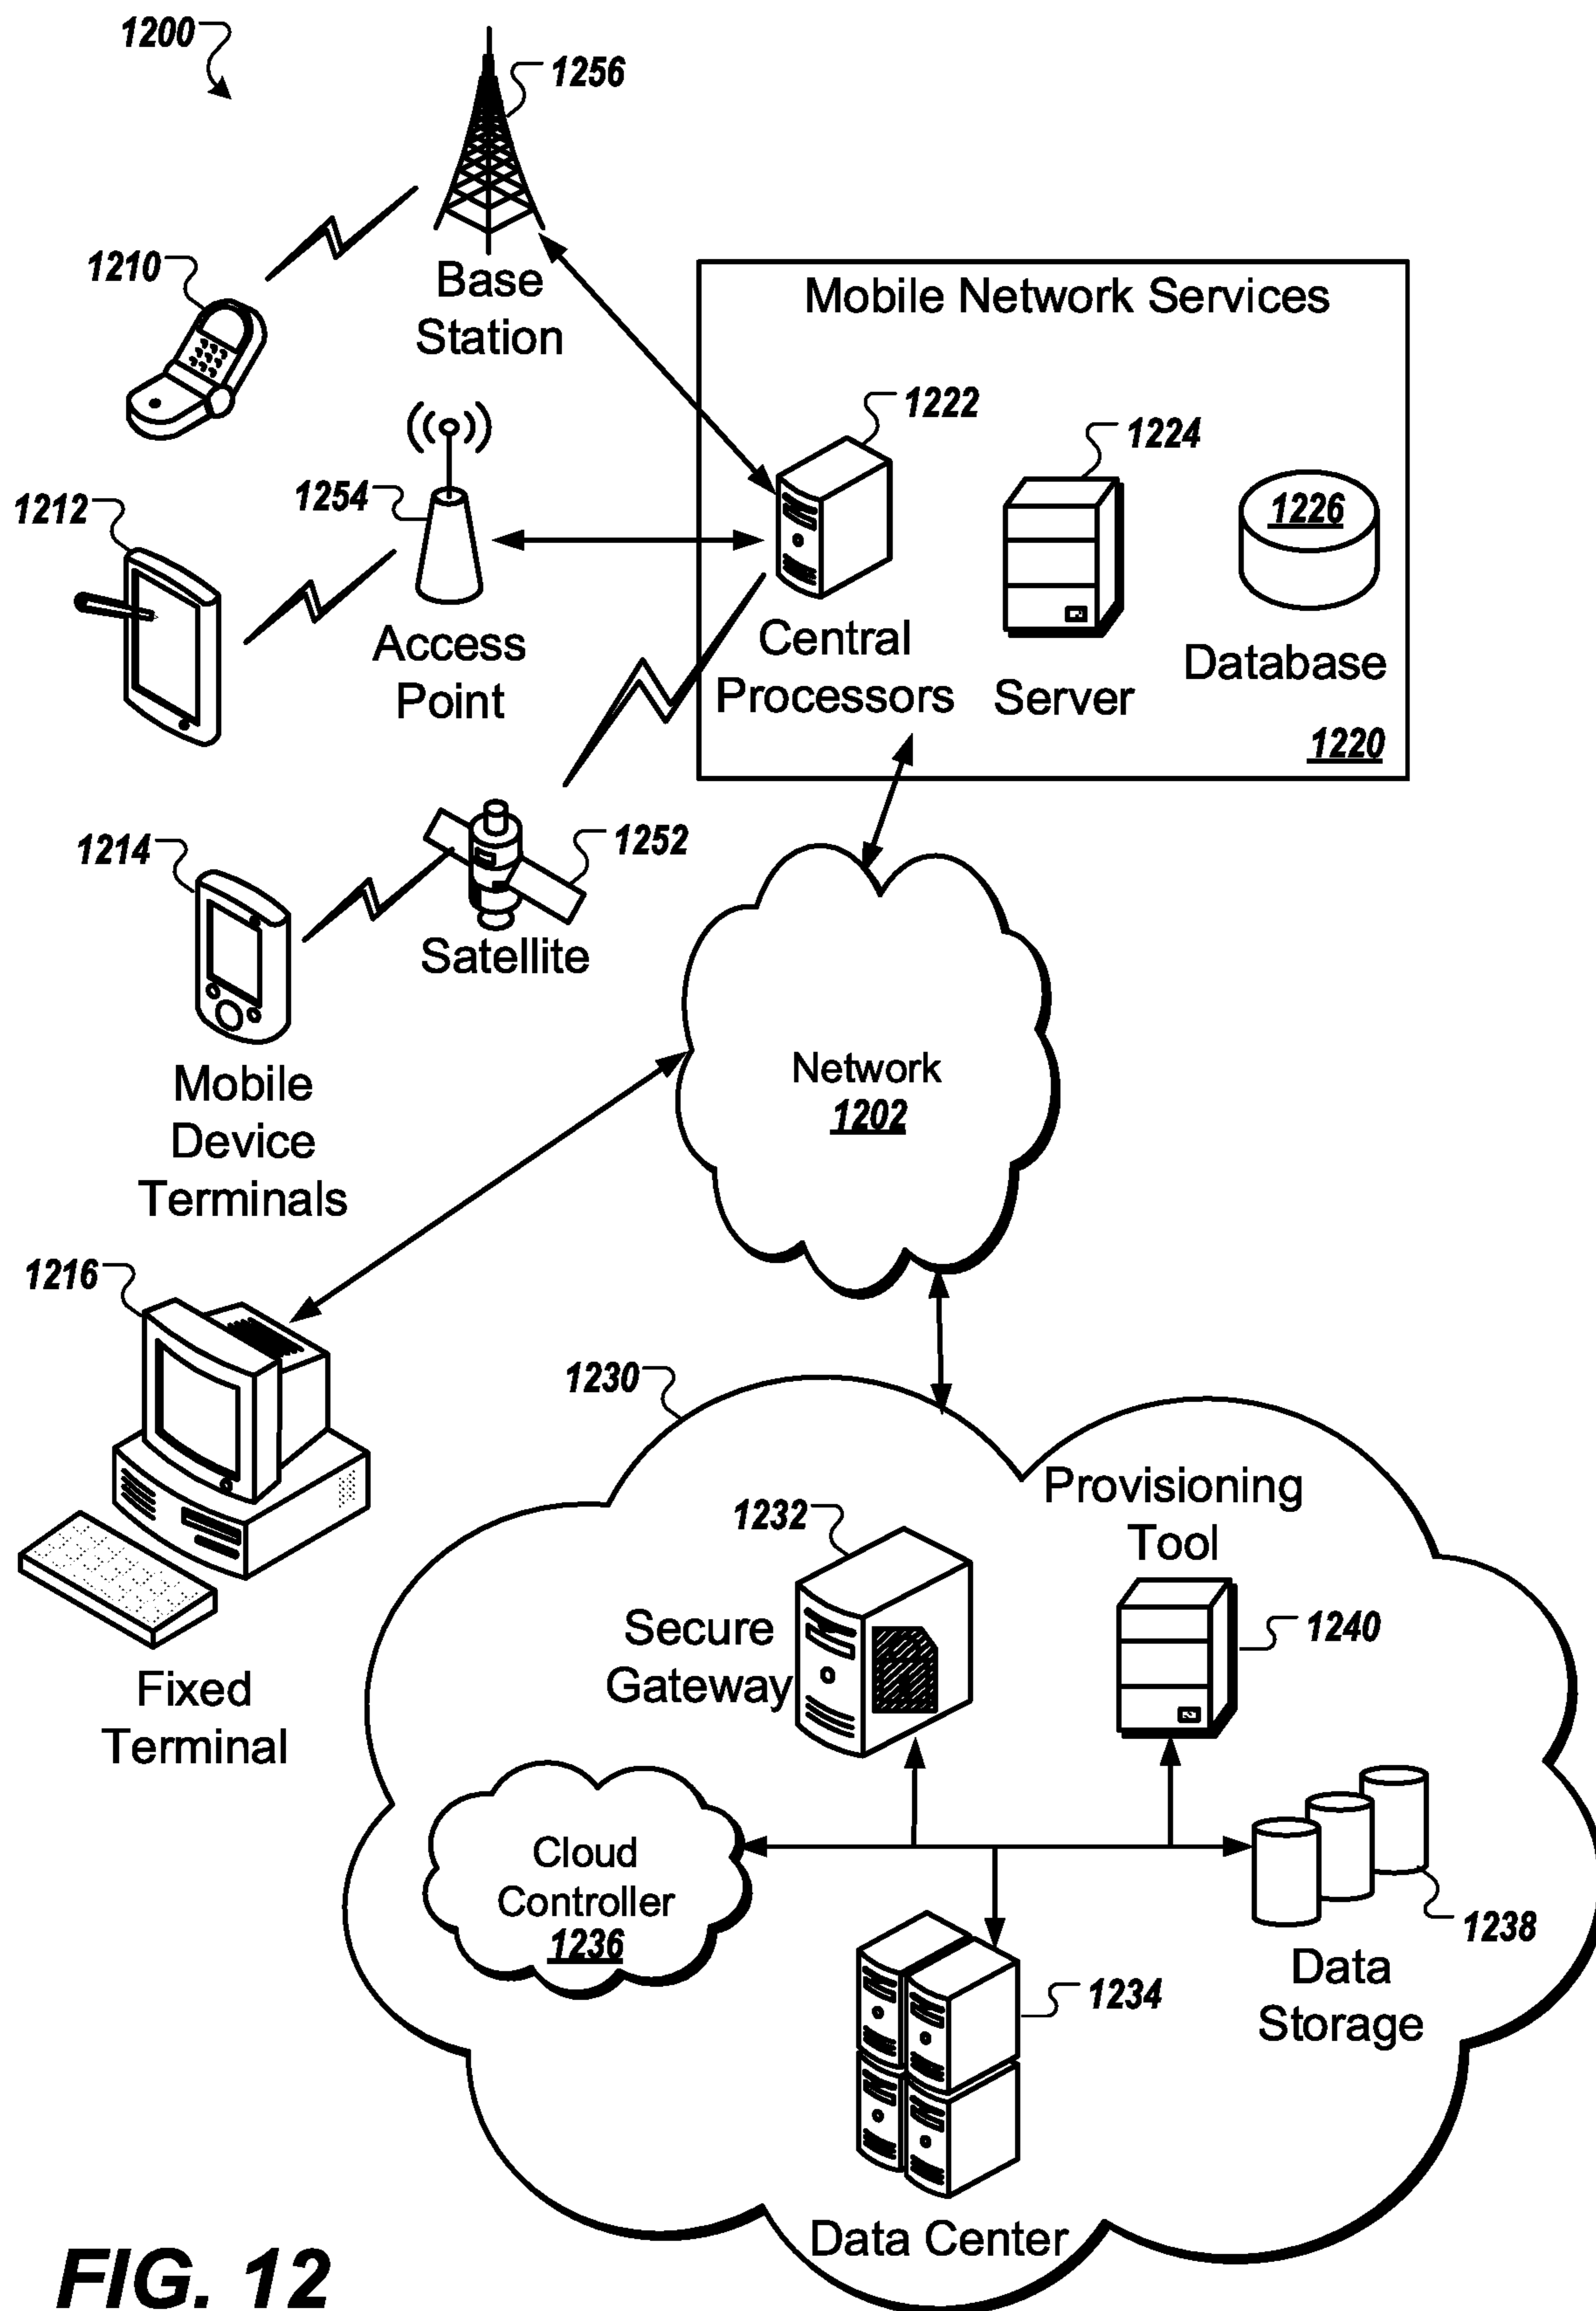 1200
1256
1210
Base
Station
Mobile Network Services
1222
1224
1226
1212
1254
Access
Point
Central
Processors
Server
Database
1220
1214
1252
Satellite
Mobile
Device
Terminals
Network
1202
1216
Fixed
Terminal
1230
Provisioning
Tool
1232
Secure
Gateway
1240
Cloud
Controller
1236
1238
Data
Storage
1234
Data Center
FIG. 12